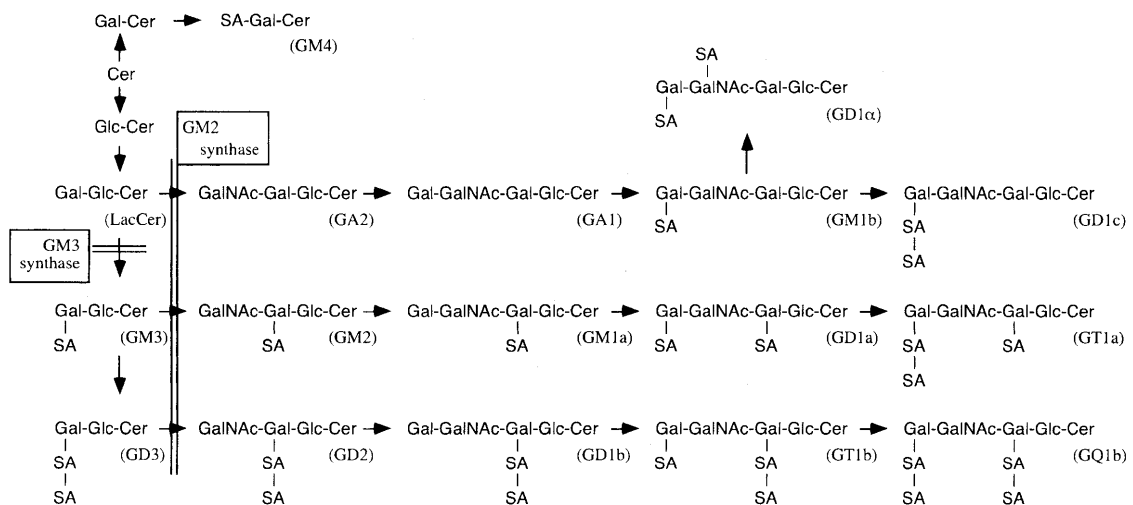 Gal-Cer → SA-Gal-Cer
(GM4)
Cer
SA
Gal-GalNAc-Gal-Glc-Cer
(GD1α)
SA
Glc-Cer
GM2
synthase
Gal-Glc-Cer GalNAc-Gal-Glc-Cer Gal-GalNAc-Gal-Glc-Cer Gal-GalNAc-Gal-Glc-Cer Gal-GalNAc-Gal-Glc-Cer
(LacCer) (GA2) (GA1) SA (GM1b) SA (GD1c)
SA
GM3
synthase
Gal-Glc-Cer GalNAc-Gal-Glc-Cer Gal-GalNAc-Gal-Glc-Cer Gal-GalNAc-Gal-Glc-Cer Gal-GalNAc-Gal-Glc-Cer
SA (GM3) SA (GM2) SA (GM1a) SA SA (GD1a) SA SA (GT1a)
SA
Gal-Glc-Cer GalNAc-Gal-Glc-Cer Gal-GalNAc-Gal-Glc-Cer Gal-GalNAc-Gal-Glc-Cer Gal-GalNAc-Gal-Glc-Cer
SA (GD3) SA (GD2) SA (GD1b) SA SA (GT1b) SA SA (GQ1b)
SA SA SA SA SA SA